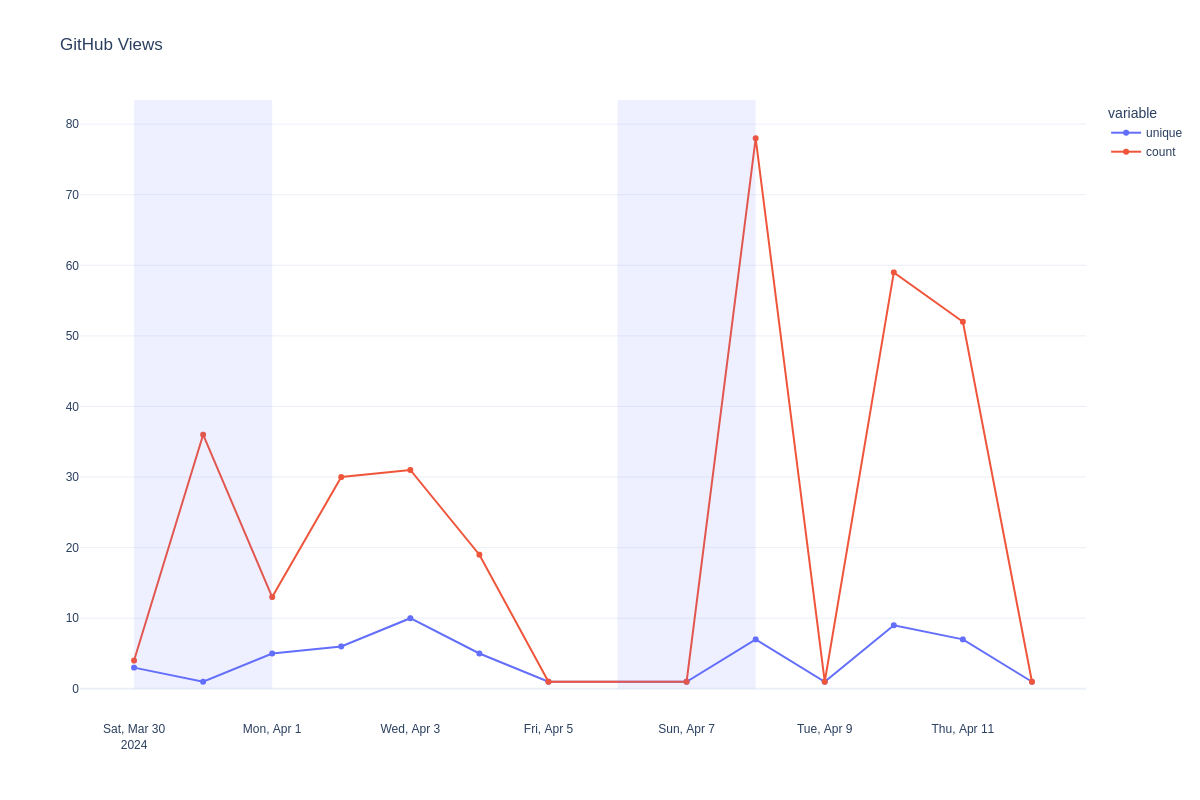 GitHub Views
variable
unique
count
80
70
60
50
40
30
20
10
0
Sat, Mar 30
2024
Mon, Apr 1
Wed, Apr 3
Fri, Apr 5
Sun, Apr 7
Tue, Apr 9
Thu, Apr 11